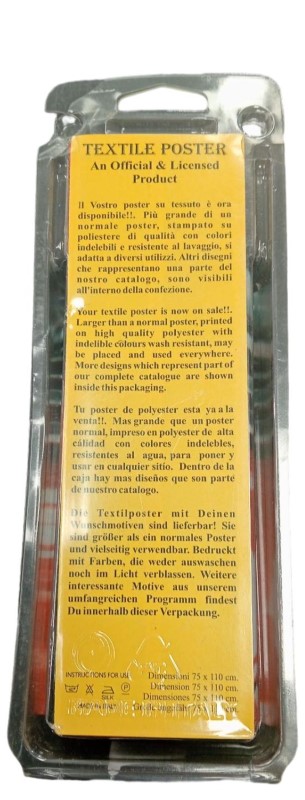 TEXTILE POSTER
An Official & Licensed
Product
Il Vostro poster su tessuto è ora
disponibile!!. Più grande di un
normale poster, stampato su
poliestere di qualità con colori
indelebili e resistente al lavaggio, si
adatta a diversi utilizzi. Altri disegni
che rappresentano una parte del
nostro catalogo, sono visibili
all'interno della confezione.
Your textile poster is now on sale!!.
Larger than a normal poster, printed
on high quality polyester with
indelible colours wash resistant, may
be placed and used everywhere.
More designs which represent part of
our complete catalogue are shown
inside this packaging.
Tu poster de polyester esta ya a la
venta!!. Mas grande que un poster
normal, impreso en polyester de alta
cálidad con colores indelebles,
resistentes al agua, para poner y
usar en cualquier sitio. Dentro de la
caja hay mas diseños que son parté
de nuestro catalogo.
Die Textilposter mit Deinen
Wunschmotiven sind lieferbar! Sie
sind größer als ein normales Poster
und vielseitig verwendbar. Bedruckt
mit Farben, die weder auswaschen
noch im Licht verblassen. Weitere
interessante Motive aus unserem
umfangreichen Programm findest
Du innerhalb dieser Verpackung.
INSTRUCTIONS FOR USE
Dimensioni 75 x 110 cm.
Dimension 75 x 110 cm.
Dimensiones 75 x 110 cm.
MADE IN ITALY
Größe ungefähr 75 x 110 cm.